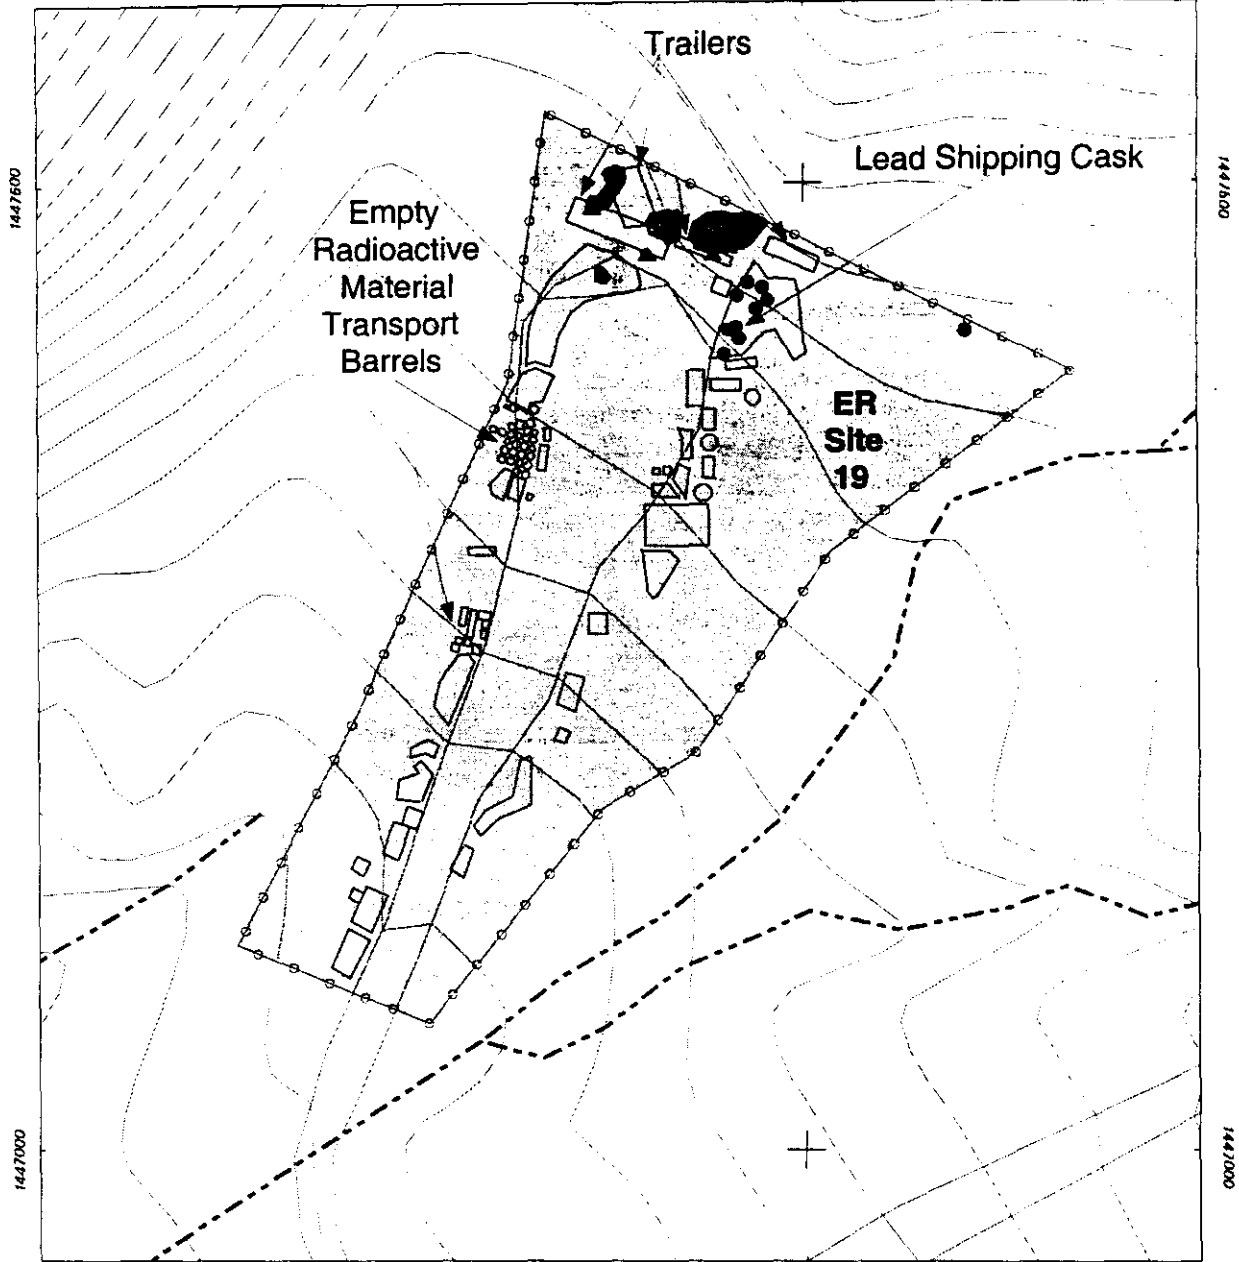 Trailers
Lead Shipping Cask
1447600
1447600
Empty
Radioactive
Material
Transport
Barrels
ER
Site
19
1447000
1447000